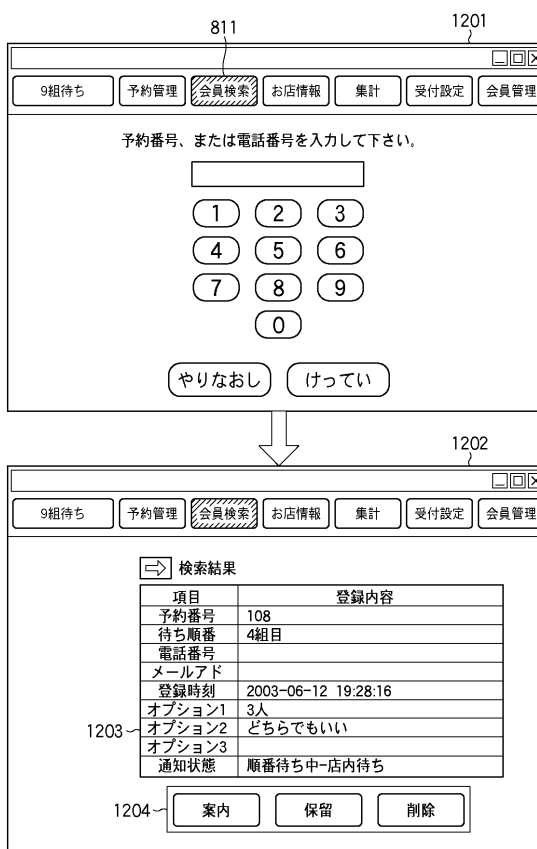 811
1201
9組待ち 予約管理 会員検索 お店情報 集計 受付設定 会員管理
予約番号、または電話番号を入力して下さい。
1 2 3
4 5 6
7 8 9
0
やりなおし けってい
1202
9組待ち 予約管理 会員検索 お店情報 集計 受付設定 会員管理
検索結果
項目 登録内容
予約番号 108
待ち順番 4組目
電話番号
メールアド
登録時刻 2003-06-12 19:28:16
オプション1 3人
1203 オプション2 どちらでもいい
オプション3
通知状態 順番待ち中-店内待ち
1204 案内 保留 削除